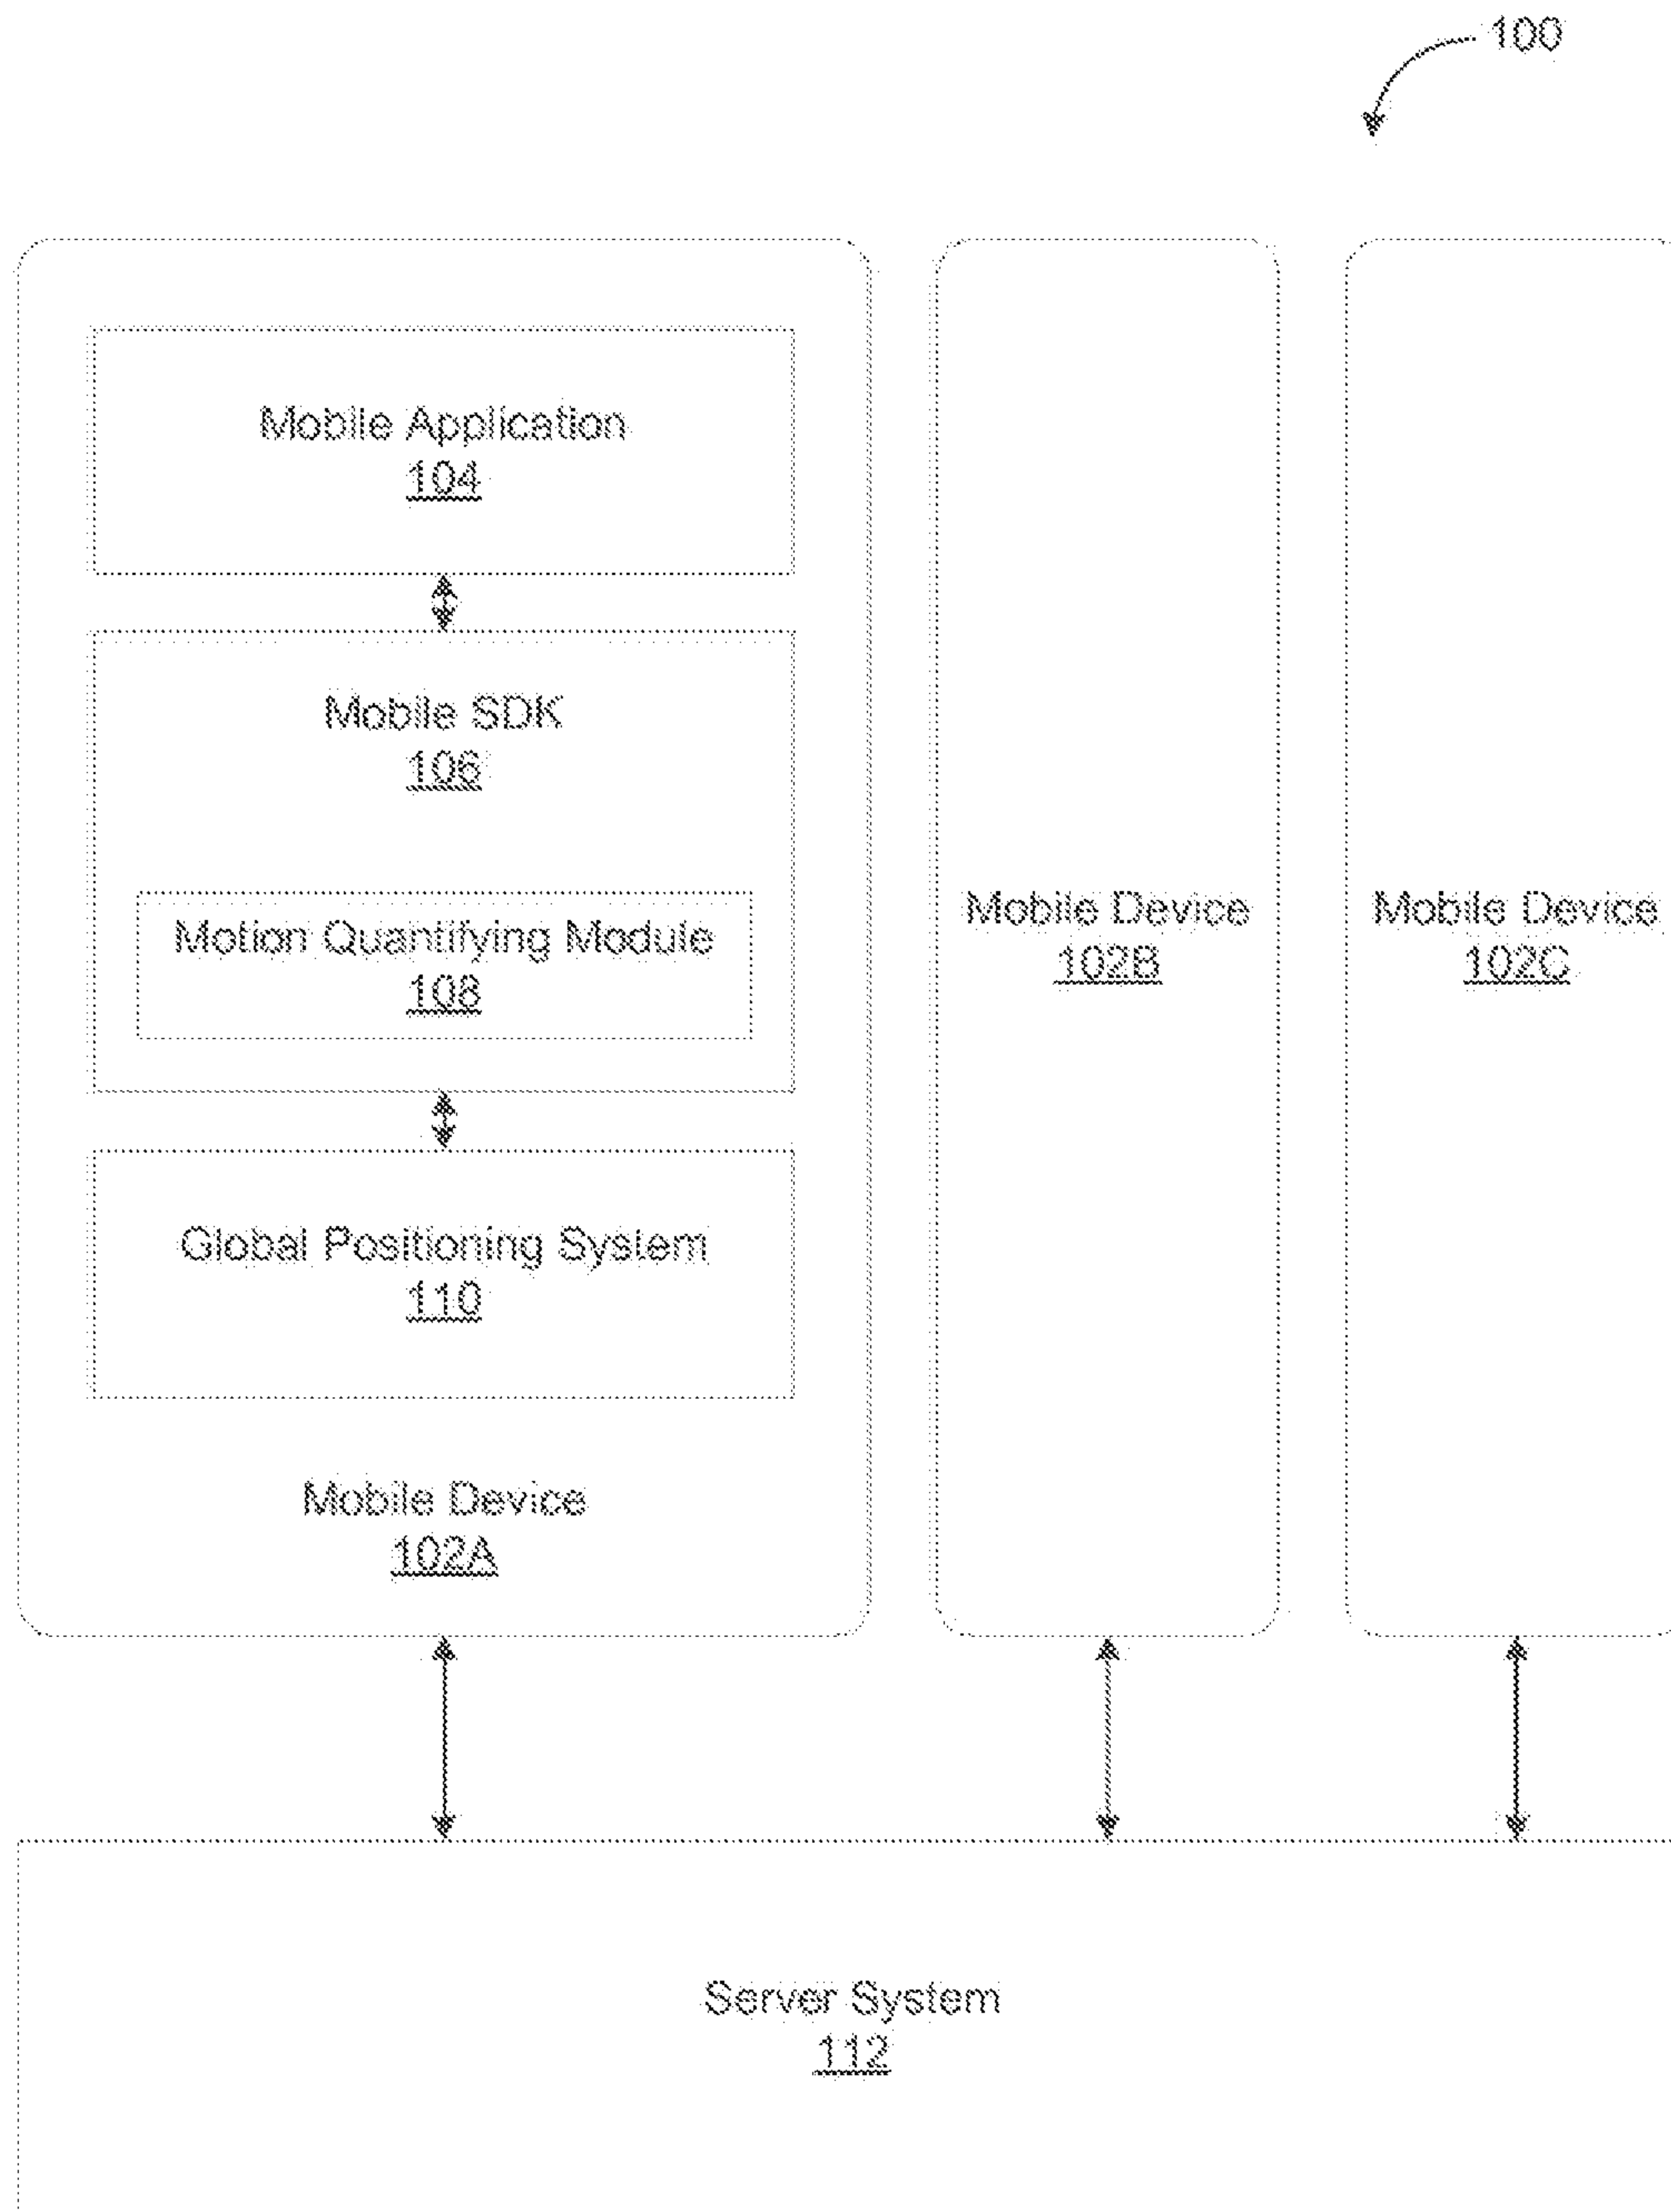 100
Mobile Application
104
Mobile SDK
106
Motion Quantifying Module
108
Global Positioning System
110
Mobile Device
102A
Mobile Device
102B
Mobile Device
102C
Server System
112